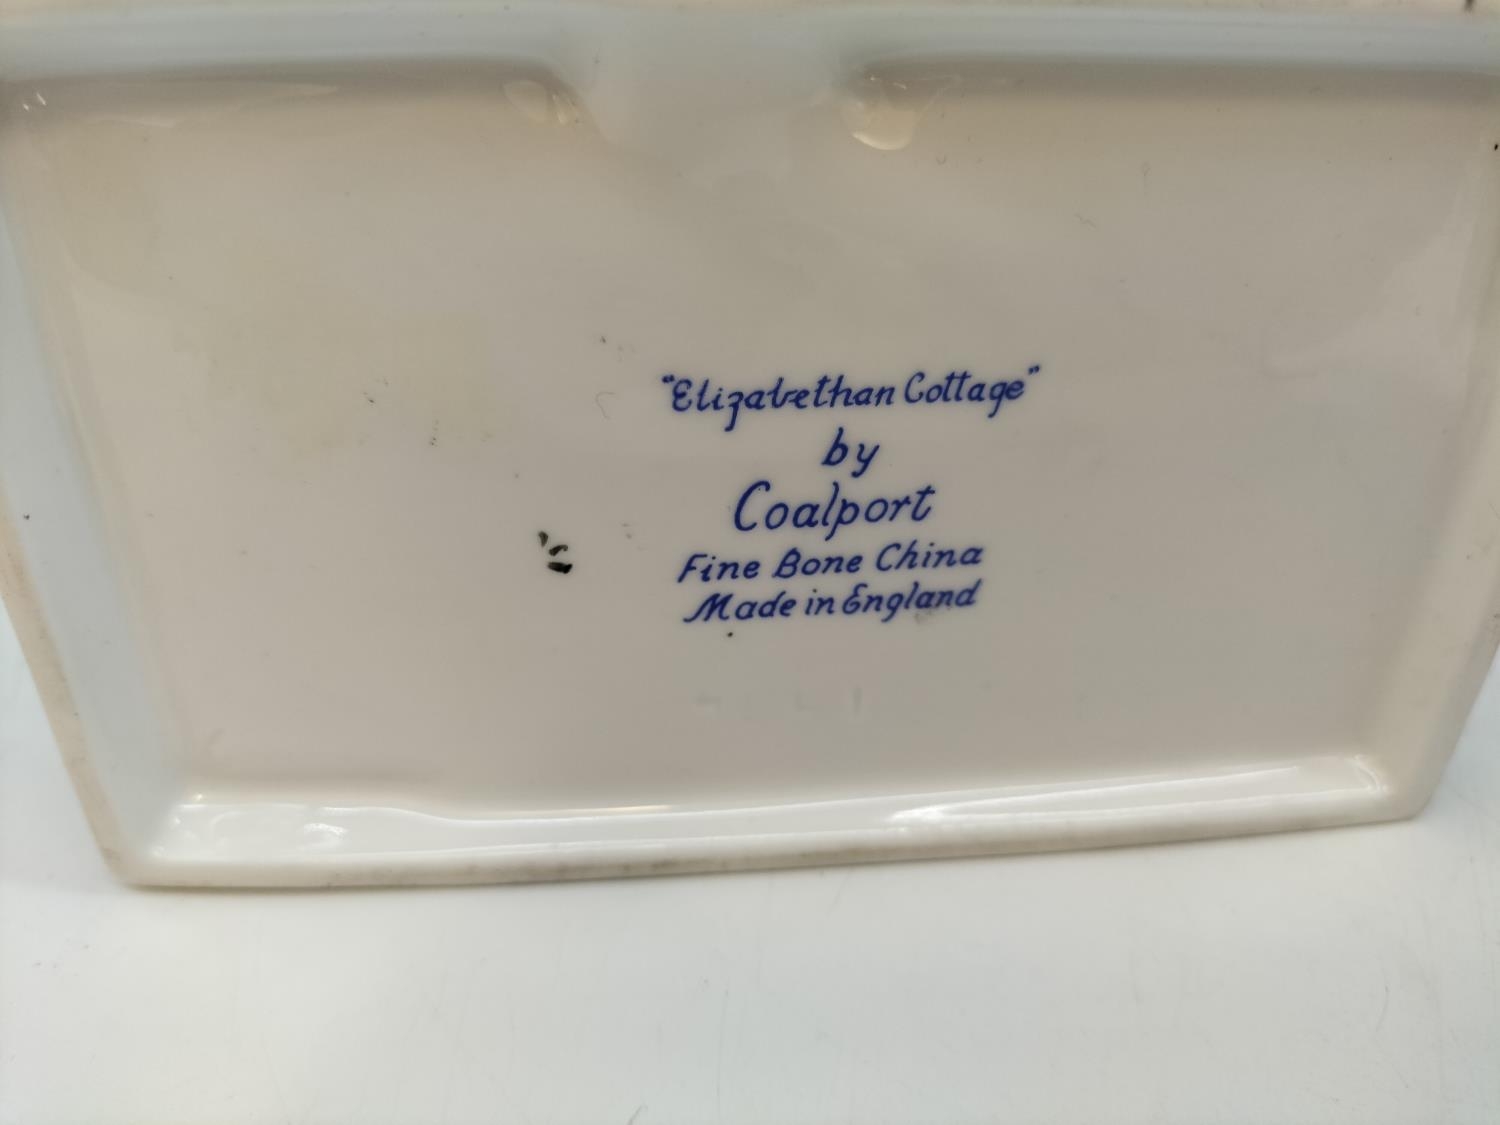 "Elizabethan Cottage"
by
Coalport
Fine Bone China
Made in England